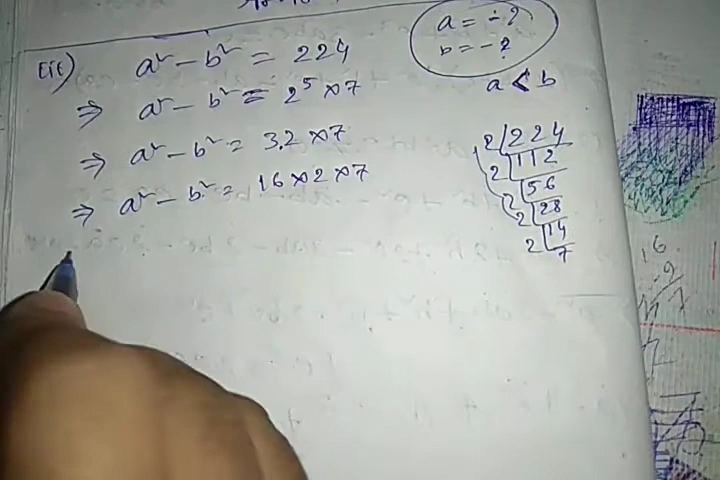 (ii) a² - b² = 224
⇒ a² - b² = 2⁵ × 7
⇒ a² - b² = 32 × 7
⇒ a² - b² = 16 × 2 × 7
a = - ?
b = - ?
a < b
2 | 224
2 | 112
2 | 56
2 | 28
2 | 14
7
16